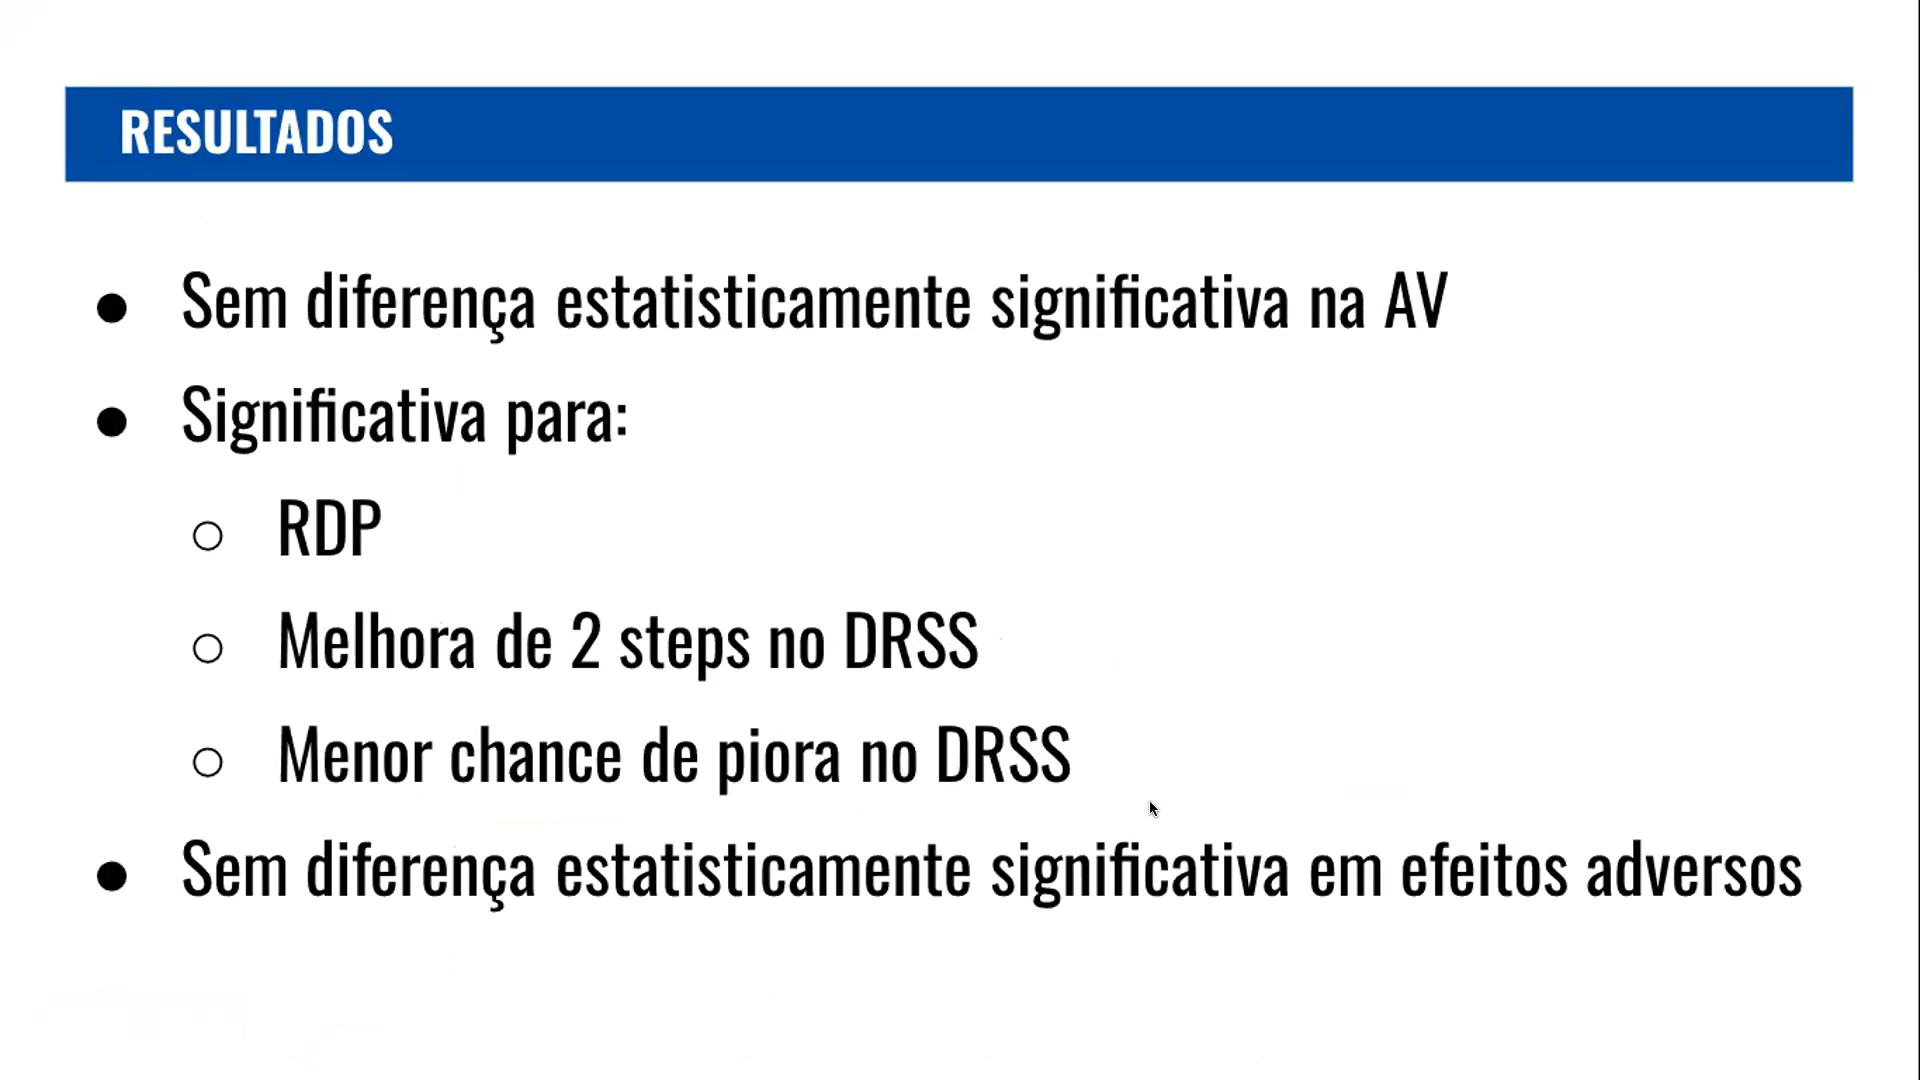 RESULTADOS
● Sem diferença estatisticamente significativa na AV
● Significativa para:
○ RDP
○ Melhora de 2 steps no DRSS
○ Menor chance de piora no DRSS
● Sem diferença estatisticamente significativa em efeitos adversos